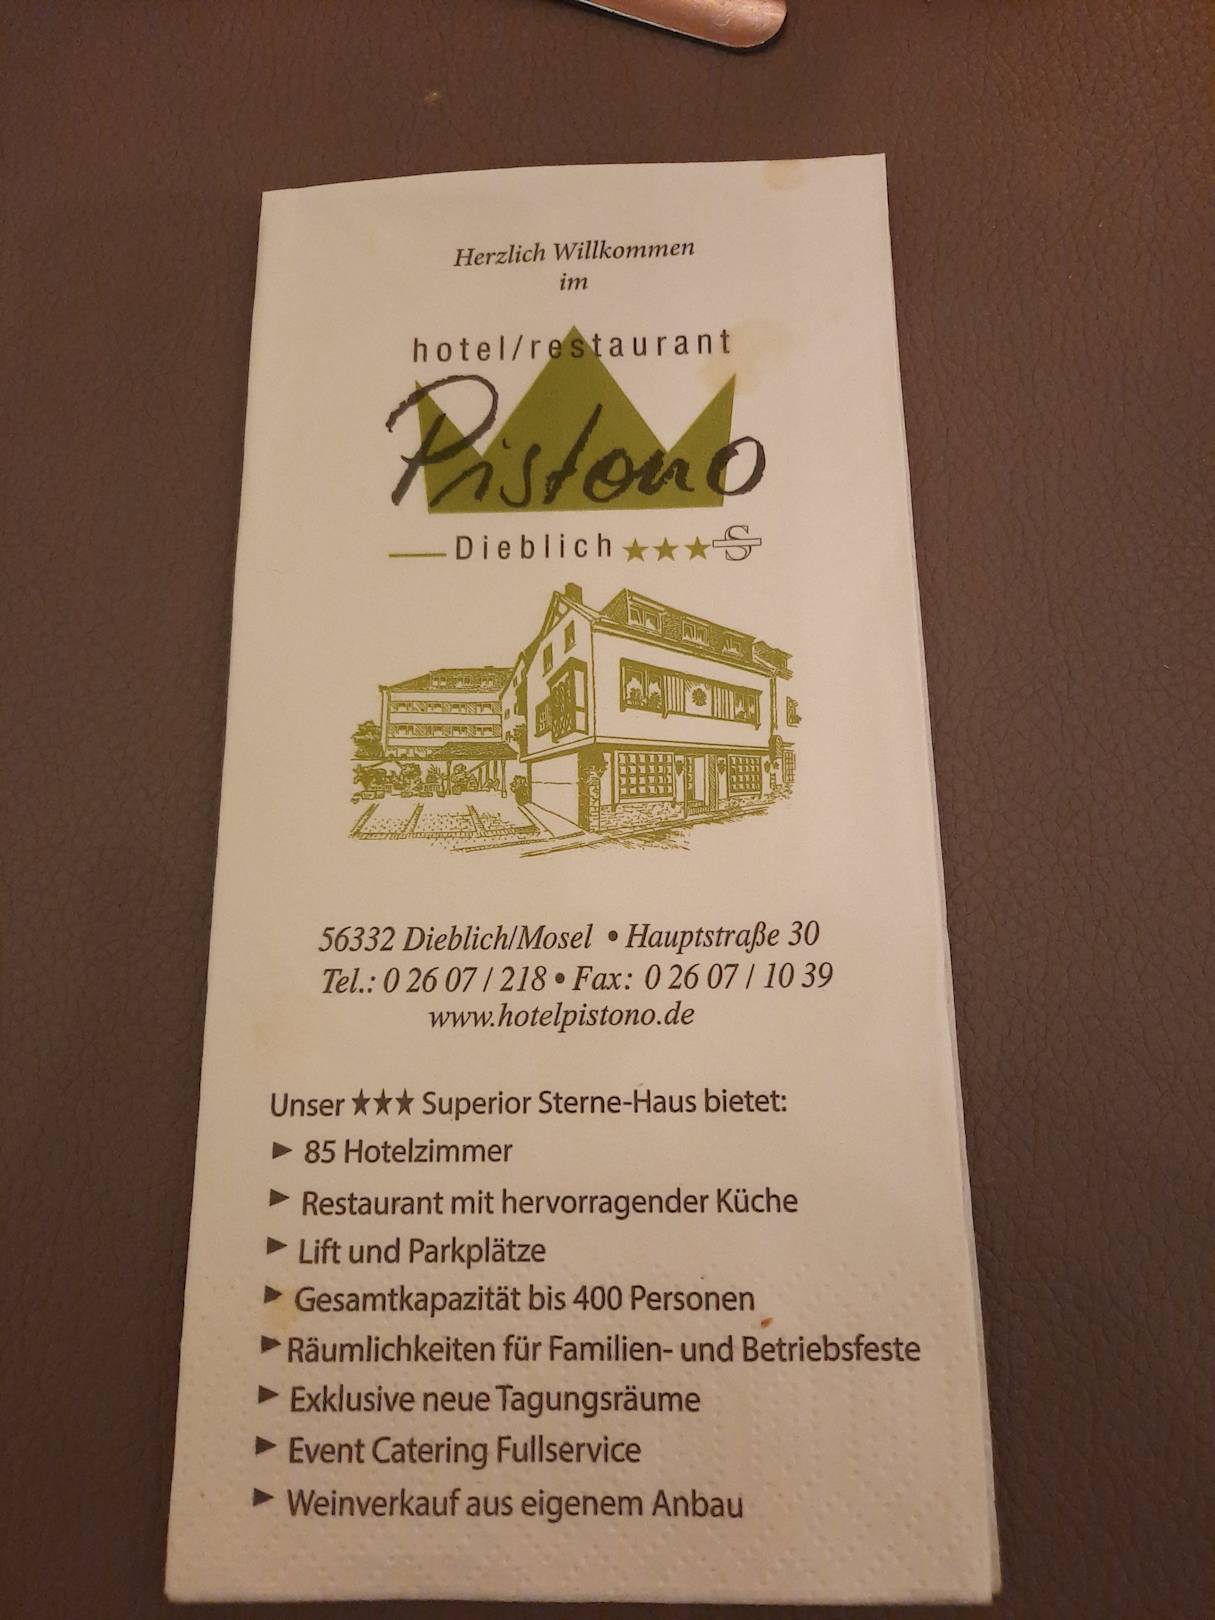 Herzlich Willkommen
im
hotel/restaurant
Pistono
Dieblich ★★★S
56332 Dieblich/Mosel • Hauptstraße 30
Tel.: 0 26 07 / 218 • Fax: 0 26 07 / 10 39
www.hotelpistono.de
Unser ★★★ Superior Sterne-Haus bietet:
► 85 Hotelzimmer
► Restaurant mit hervorragender Küche
► Lift und Parkplätze
► Gesamtkapazität bis 400 Personen
► Räumlichkeiten für Familien- und Betriebsfeste
► Exklusive neue Tagungsräume
► Event Catering Fullservice
► Weinverkauf aus eigenem Anbau